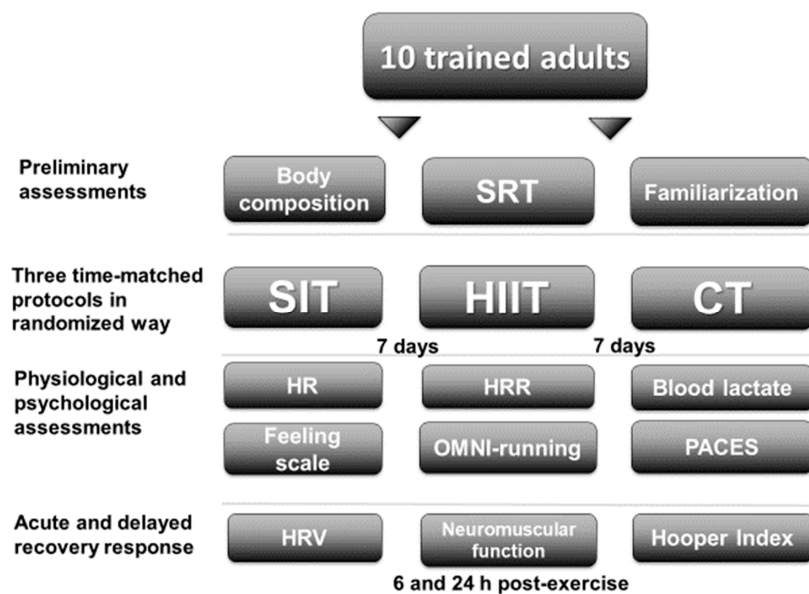 10 trained adults
Preliminary
assessments
Body
composition
SRT
Familiarization
Three time-matched
protocols in
randomized way
SIT
HIIT
CT
7 days
7 days
Physiological and
psychological
assessments
HR
HRR
Blood lactate
Feeling
scale
OMNI-running
PACES
Acute and delayed
recovery response
HRV
Neuromuscular
function
Hooper Index
6 and 24 h post-exercise